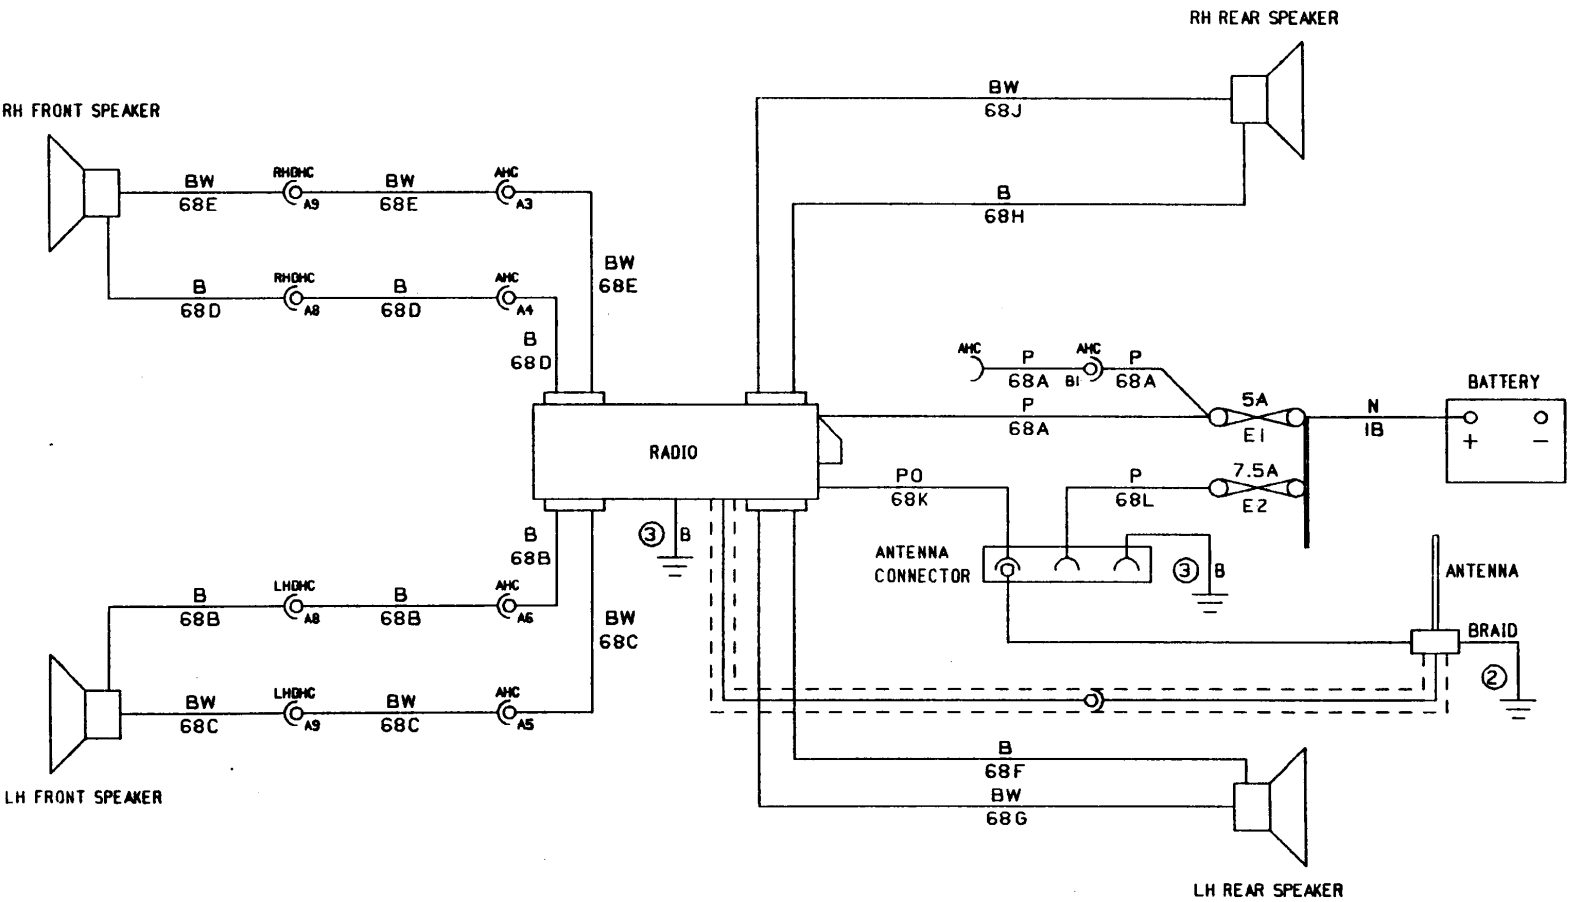 RH REAR SPEAKER
BW
68J
RH FRONT SPEAKER
BW
68E
RHDHC
A9
BW
68E
AHC
A3
B
68H
BW
68E
B
68D
RHDHC
A8
B
68D
AHC
A4
B
68D
AHC
P
68A
AHC
B1
P
68A
BATTERY
P
68A
5A
E1
N
1B
+
-
RADIO
PO
68K
P
68L
7.5A
E2
3
B
B
68B
ANTENNA
CONNECTOR
3
B
ANTENNA
B
68B
LHDHC
A8
B
68B
AHC
A6
BW
68C
BRAID
2
BW
68C
LHDHC
A9
BW
68C
AHC
A5
B
68F
BW
68G
LH FRONT SPEAKER
LH REAR SPEAKER